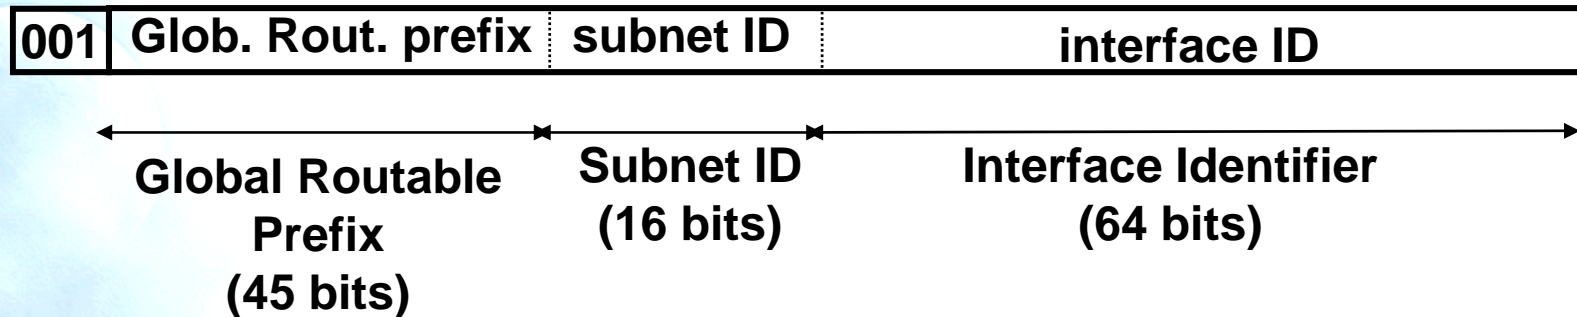 001 Glob. Rout. prefix subnet ID interface ID
Global Routable
Prefix
(45 bits)
Subnet ID
(16 bits)
Interface Identifier
(64 bits)